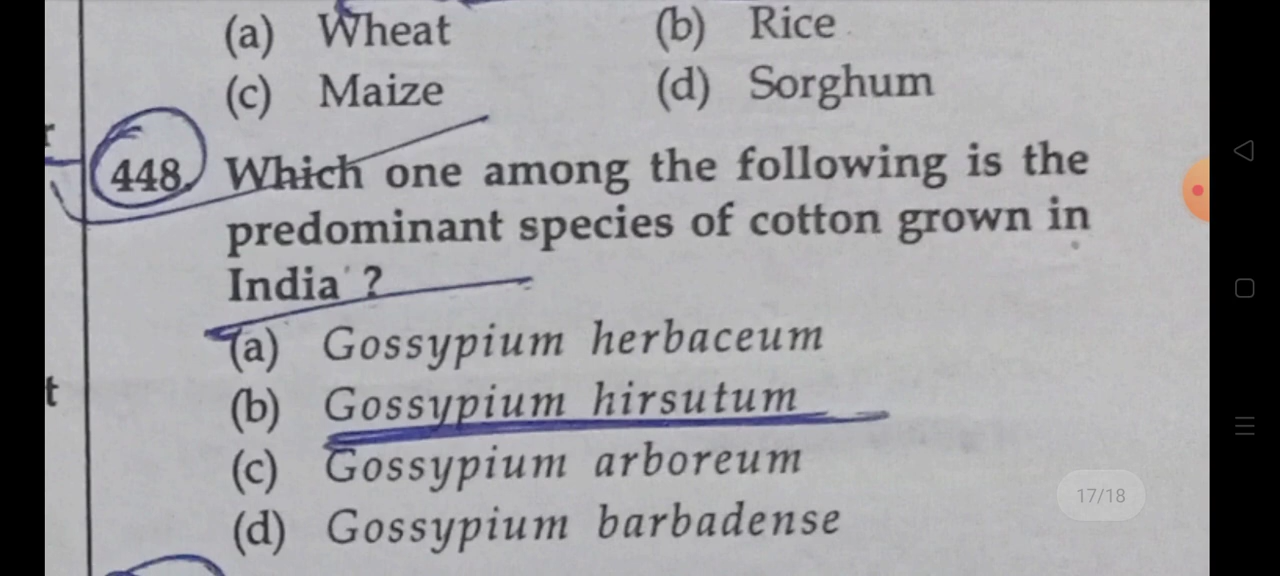 (a) Wheat (b) Rice
(c) Maize (d) Sorghum
448. Which one among the following is the
predominant species of cotton grown in
India ?
(a) Gossypium herbaceum
(b) Gossypium hirsutum
(c) Gossypium arboreum
(d) Gossypium barbadense
t
17/18